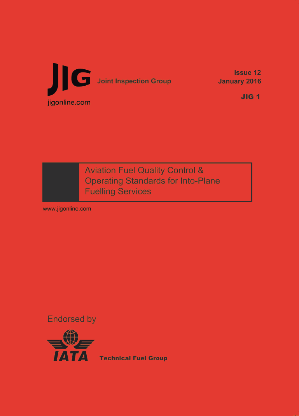 JIG
Joint Inspection Group
jigonline.com
Issue 12
January 2016
JIG 1
Aviation Fuel Quality Control &
Operating Standards for Into-Plane
Fuelling Services
www.jigonline.com
Endorsed by
IATA
Technical Fuel Group